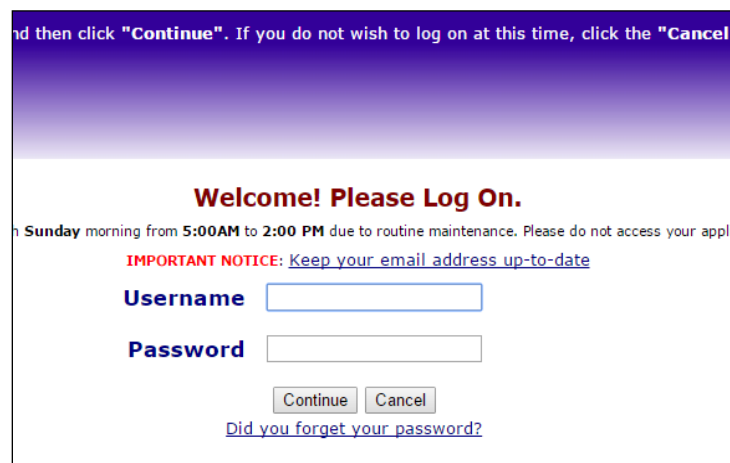 nd then click "Continue". If you do not wish to log on at this time, click the "Cancel
Welcome! Please Log On.
n Sunday morning from 5:00AM to 2:00 PM due to routine maintenance. Please do not access your appl
IMPORTANT NOTICE: Keep your email address up-to-date
Username
Password
Continue Cancel
Did you forget your password?